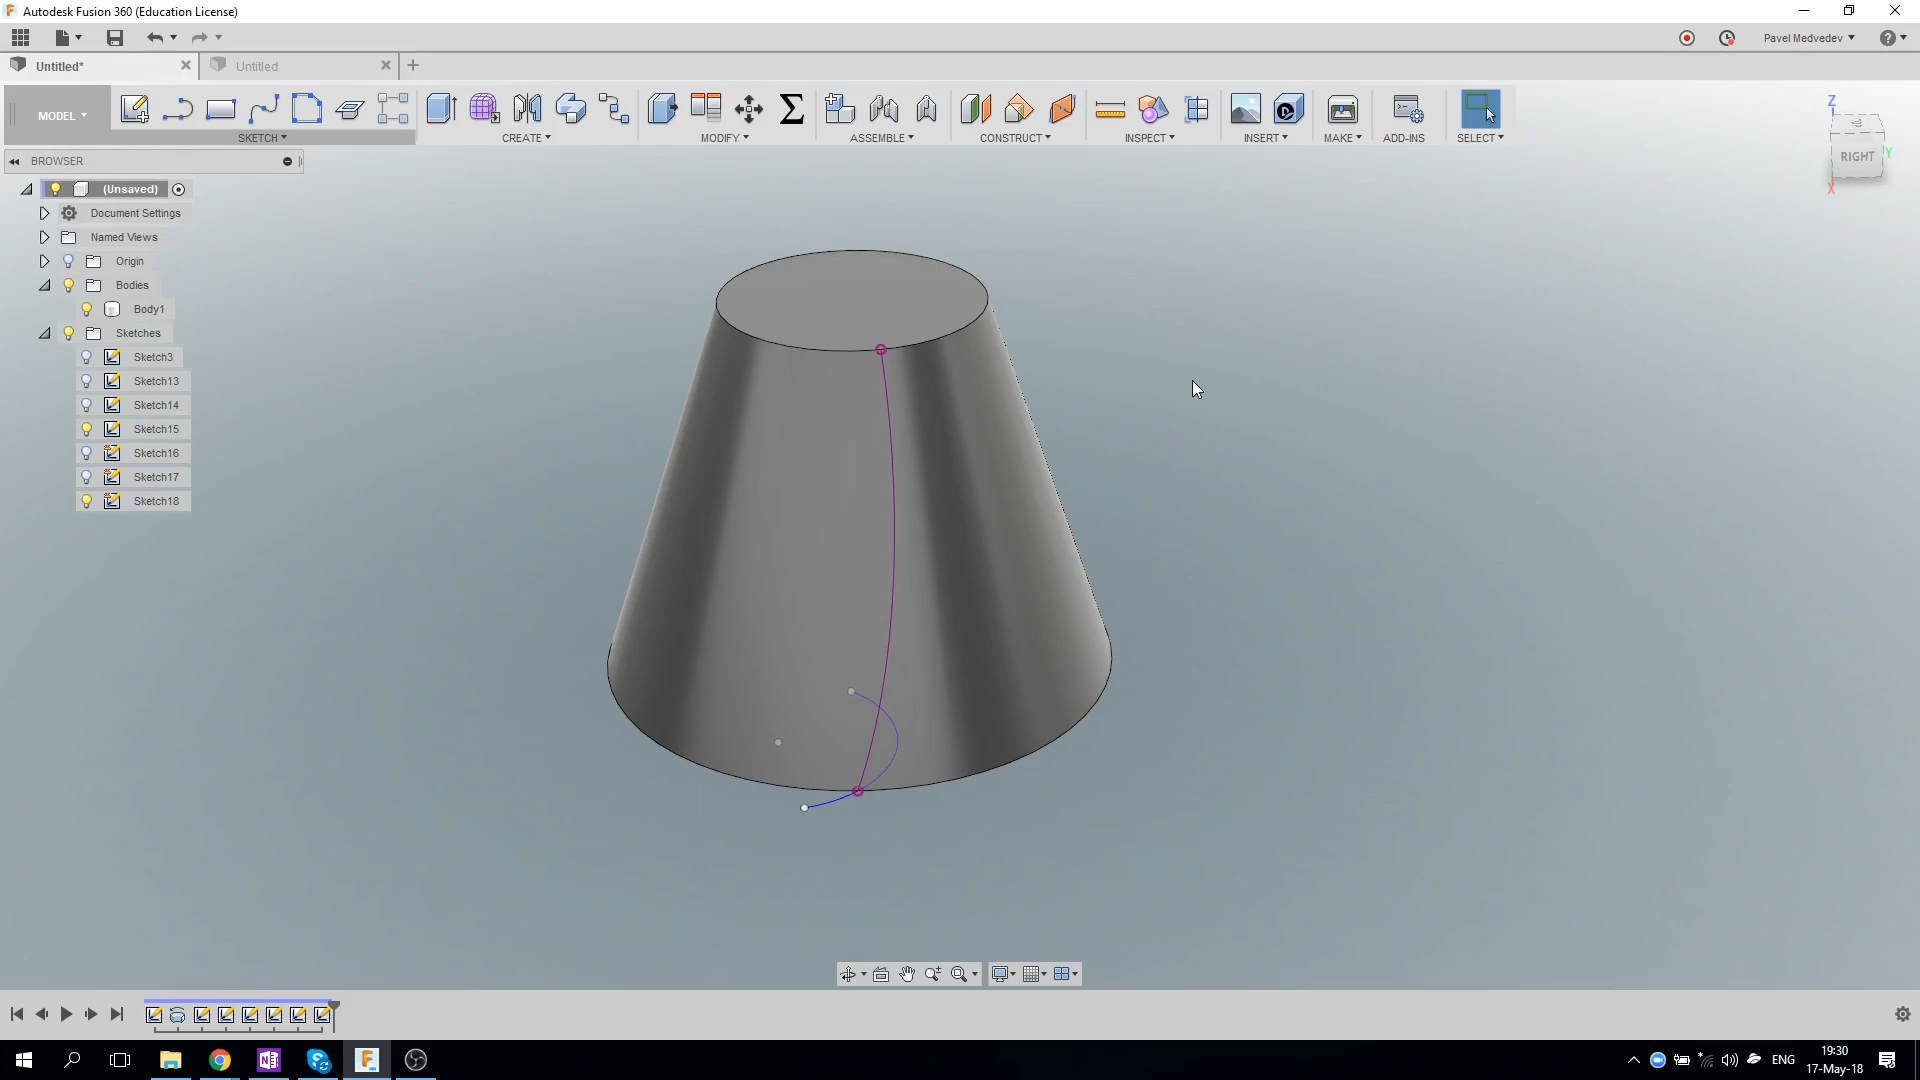 Autodesk Fusion 360 (Education License)
Pavel Medvedev
Untitled*
Untitled
MODEL
SKETCH
CREATE
MODIFY
ASSEMBLE
CONSTRUCT
INSPECT
INSERT
MAKE
ADD-INS
SELECT
BROWSER
(Unsaved)
Document Settings
Named Views
Origin
Bodies
Body1
Sketches
Sketch3
Sketch13
Sketch14
Sketch15
Sketch16
Sketch17
Sketch18
Z
RIGHT
Y
X
ENG
19:30
17-May-18